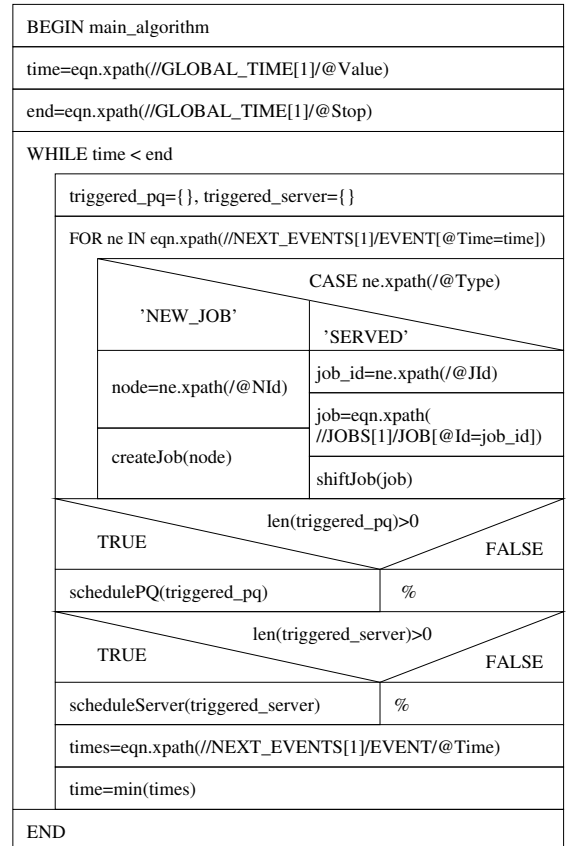 BEGIN main_algorithm
time=eqn.xpath(//GLOBAL_TIME[1]/@Value)
end=eqn.xpath(//GLOBAL_TIME[1]/@Stop)
WHILE time < end
triggered_pq={}, triggered_server={}
FOR ne IN eqn.xpath(//NEXT_EVENTS[1]/EVENT[@Time=time])
CASE ne.xpath(/@Type)
’NEW_JOB’
’SERVED’
node=ne.xpath(/@NId)
createJob(node)
job_id=ne.xpath(/@JId)
job=eqn.xpath(
//JOBS[1]/JOB[@Id=job_id])
shiftJob(job)
len(triggered_pq)>0
TRUE
FALSE
schedulePQ(triggered_pq)
%
len(triggered_server)>0
TRUE
FALSE
scheduleServer(triggered_server)
%
times=eqn.xpath(//NEXT_EVENTS[1]/EVENT/@Time)
time=min(times)
END